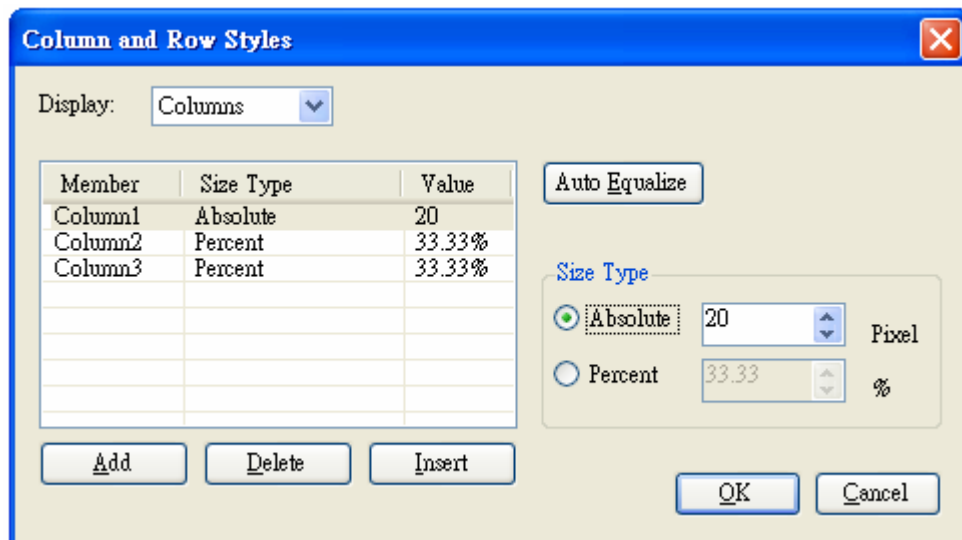 Column and Row Styles
Display: Columns
Member Size Type Value
Column1 Absolute 20
Column2 Percent 33.33%
Column3 Percent 33.33%
Auto Equalize
Size Type
Absolute 20 Pixel
Percent 33.33 %
Add Delete Insert
OK Cancel